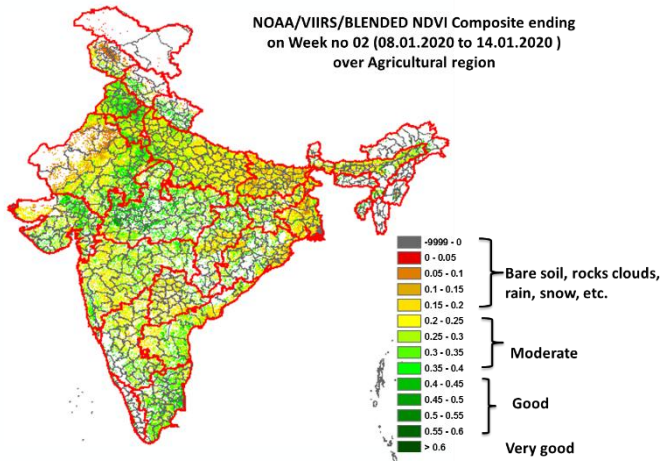 NOAA/VIIRS/BLENDED NDVI Composite ending
on Week no 02 (08.01.2020 to 14.01.2020 )
over Agricultural region
-9999 - 0
0 - 0.05
0.05 - 0.1
0.1 - 0.15
0.15 - 0.2
0.2 - 0.25
0.25 - 0.3
0.3 - 0.35
0.35 - 0.4
0.4 - 0.45
0.45 - 0.5
0.5 - 0.55
0.55 - 0.6
> 0.6
Bare soil, rocks clouds,
rain, snow, etc.
Moderate
Good
Very good